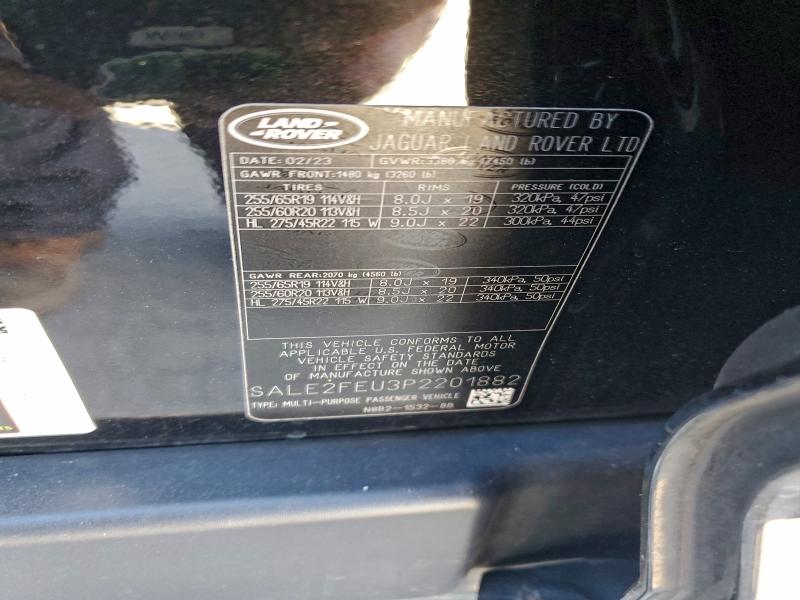 LAND
ROVER
MANUFACTURED BY
JAGUAR LAND ROVER LTD
DATE: 02/23 GVWR: 3380 kg (7450 lb)
GAWR FRONT: 1480 kg (3260 lb)
TIRES RIMS PRESSURE (COLD)
255/65R19 114V&H 8.0J x 19 320kPa, 47psi
255/60R20 113V&H 8.5J x 20 320kPa, 47psi
HL 275/45R22 115 W 9.0J x 22 300kPa, 44psi
GAWR REAR: 2070 kg (4560 lb)
255/65R19 114V&H 8.0J x 19 340kPa, 50psi
255/60R20 113V&H 8.5J x 20 340kPa, 50psi
HL 275/45R22 115 W 9.0J x 22 340kPa, 50psi
THIS VEHICLE CONFORMS TO ALL
APPLICABLE U.S. FEDERAL MOTOR
VEHICLE SAFETY STANDARDS
IN EFFECT ON THE DATE
OF MANUFACTURE SHOWN ABOVE
SALE2FEU3P2201882
TYPE: MULTI-PURPOSE PASSENGER VEHICLE
N8B2-1532-BB